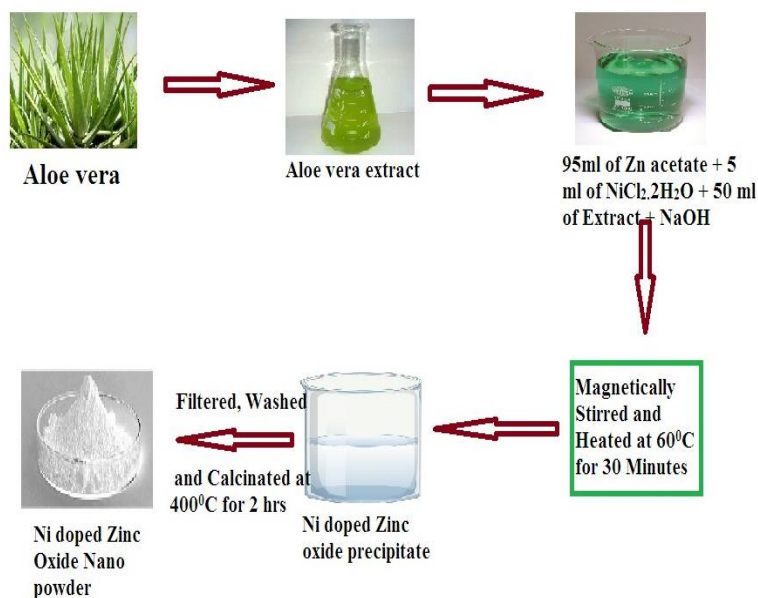 Aloe vera
Aloe vera extract
95ml of Zn acetate + 5
ml of NiCl2.2H2O + 50 ml
of Extract + NaOH
Magnetically
Stirred and
Heated at 60⁰C
for 30 Minutes
Filtered, Washed
and Calcinated at
400⁰C for 2 hrs
Ni doped Zinc
oxide precipitate
Ni doped Zinc
Oxide Nano
powder